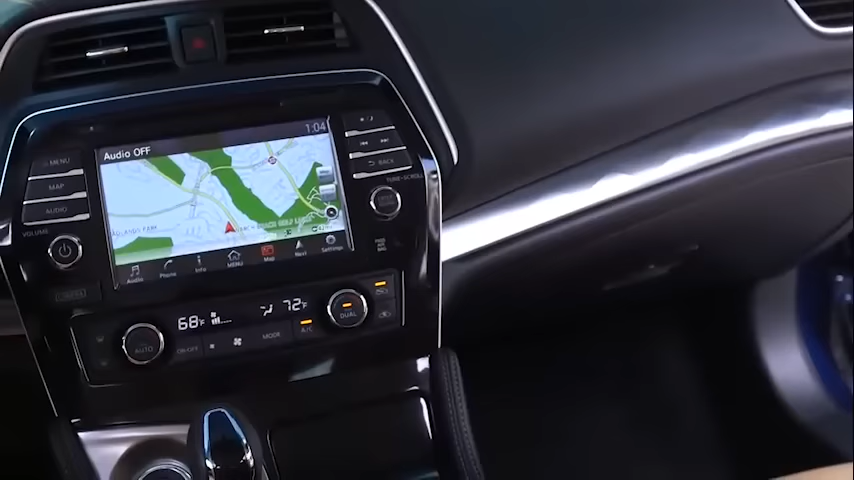 1:04
Audio OFF
MENU
MAP
AUDIO
VOLUME
BACK
TUNE·SCROLL
Audio
Phone
Info
MENU
Map
Next
Settings
68°F
72°F
AUTO
ON·OFF
MODE
A/C
DUAL